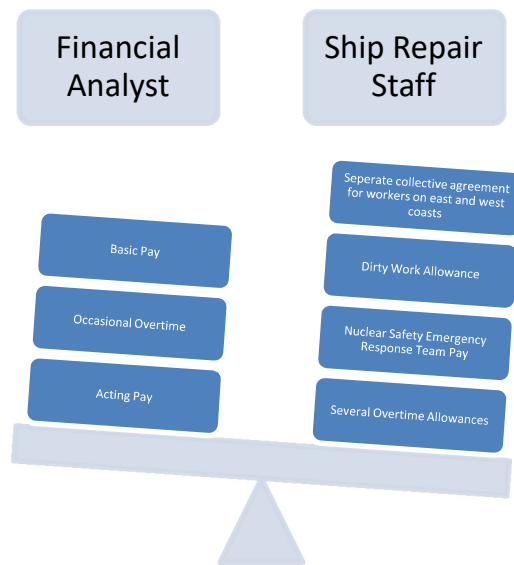 Financial
Analyst
Ship Repair
Staff
Basic Pay
Occasional Overtime
Acting Pay
Seperate collective agreement
for workers on east and west
coasts
Dirty Work Allowance
Nuclear Safety Emergency
Response Team Pay
Several Overtime Allowances